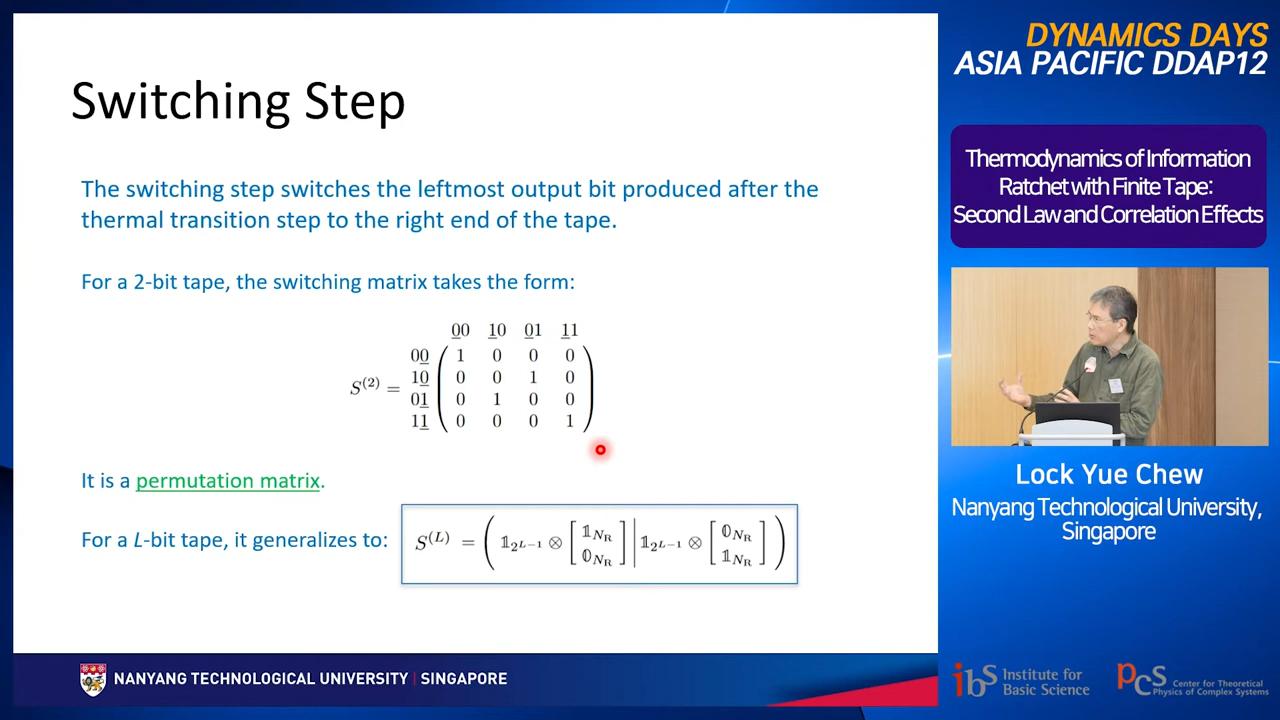 Switching Step
The switching step switches the leftmost output bit produced after the
thermal transition step to the right end of the tape.
For a 2-bit tape, the switching matrix takes the form:
00 10 01 11
00 1 0 0 0
S(2) = 10 0 0 1 0
01 0 1 0 0
11 0 0 0 1
It is a permutation matrix.
For a L-bit tape, it generalizes to: S^(L) = ( 𝟙_{2^{L-1}} ⊗ [ 𝟙_{N_R} 𝟘_{N_R} ] | 𝟙_{2^{L-1}} ⊗ [ 𝟘_{N_R} 𝟙_{N_R} ] )
NANYANG TECHNOLOGICAL UNIVERSITY | SINGAPORE
DYNAMICS DAYS
ASIA PACIFIC DDAP12
Thermodynamics of Information
Ratchet with Finite Tape:
Second Law and Correlation Effects
Lock Yue Chew
Nanyang Technological University,
Singapore
ibs Institute for
Basic Science
PCS Center for Theoretical
Physics of Complex Systems